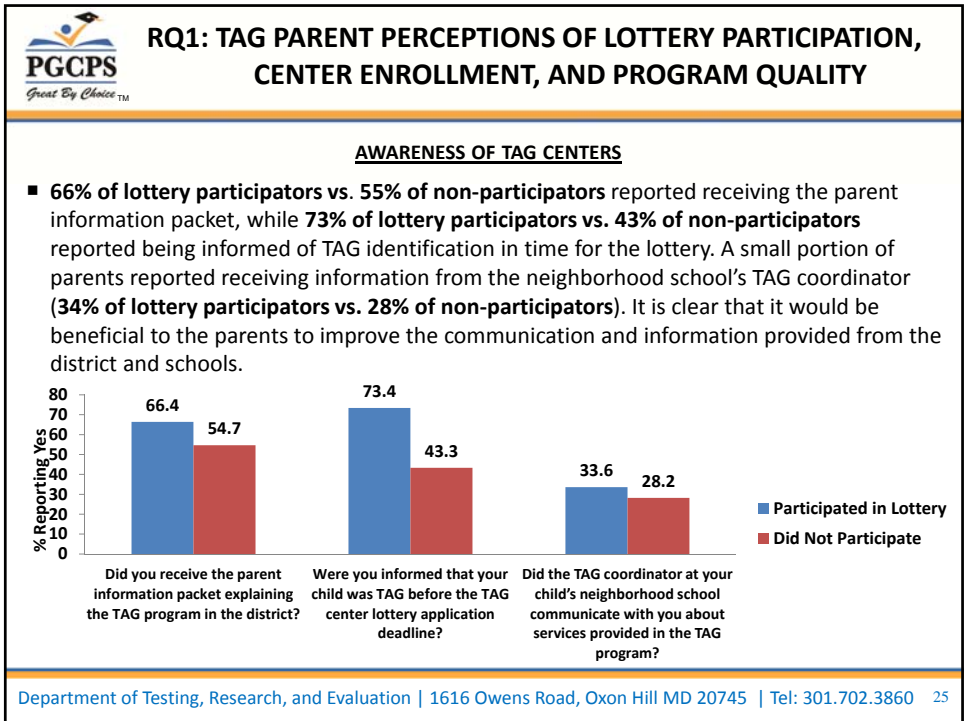 PGCPS
Great By Choice TM
RQ1: TAG PARENT PERCEPTIONS OF LOTTERY PARTICIPATION,
CENTER ENROLLMENT, AND PROGRAM QUALITY
AWARENESS OF TAG CENTERS
▪ 66% of lottery participators vs. 55% of non-participators reported receiving the parent
information packet, while 73% of lottery participators vs. 43% of non-participators
reported being informed of TAG identification in time for the lottery. A small portion of
parents reported receiving information from the neighborhood school’s TAG coordinator
(34% of lottery participators vs. 28% of non-participators). It is clear that it would be
beneficial to the parents to improve the communication and information provided from the
district and schools.
% Reporting Yes
80
70
60
50
40
30
20
10
0
66.4
54.7
73.4
43.3
33.6
28.2
Participated in Lottery
Did Not Participate
Did you receive the parent
information packet explaining
the TAG program in the district?
Were you informed that your
child was TAG before the TAG
center lottery application
deadline?
Did the TAG coordinator at your
child’s neighborhood school
communicate with you about
services provided in the TAG
program?
Department of Testing, Research, and Evaluation | 1616 Owens Road, Oxon Hill MD 20745 | Tel: 301.702.3860 25